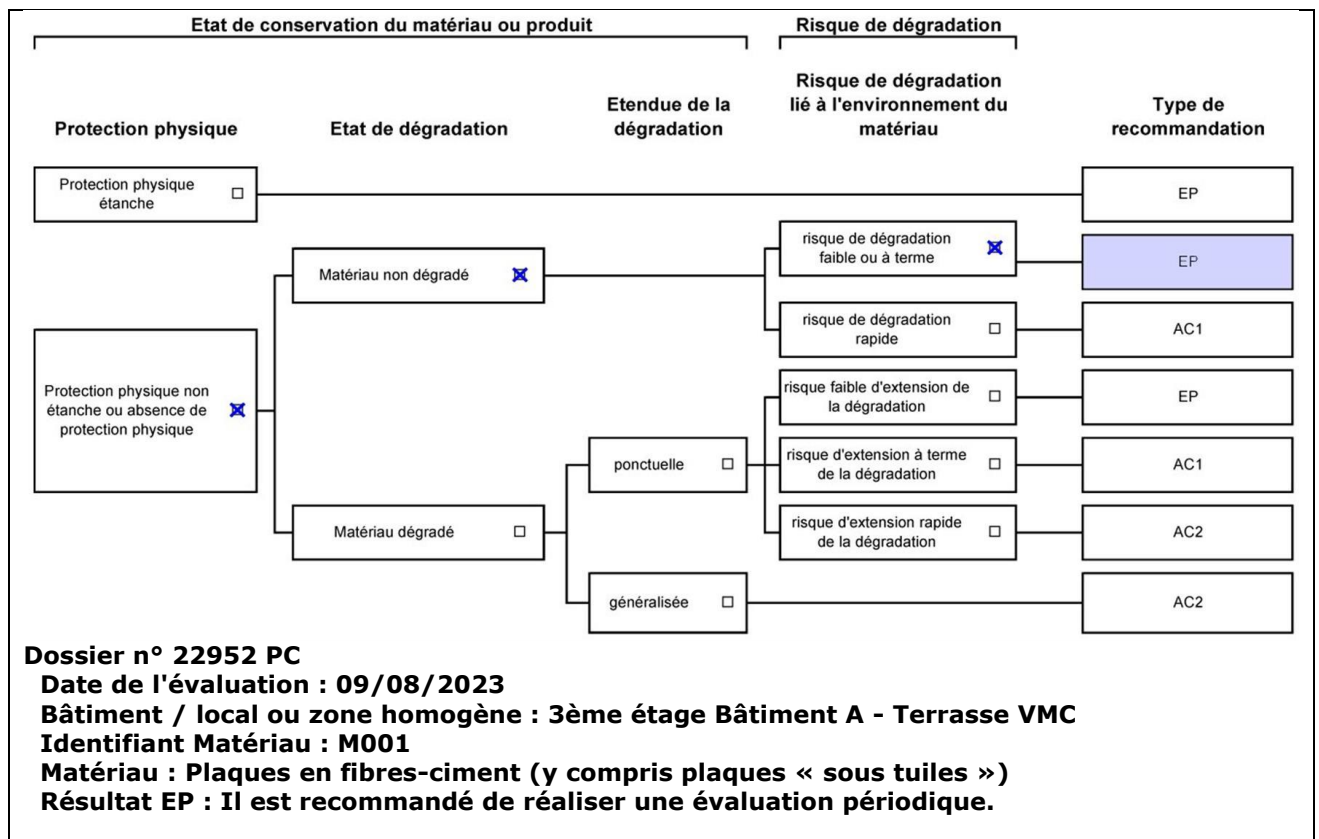 Etat de conservation du matériau ou produit
Risque de dégradation
Protection physique
Etat de dégradation
Etendue de la
dégradation
Risque de dégradation
lié à l'environnement du
matériau
Type de
recommandation
Protection physique
étanche
EP
risque de dégradation
faible ou à terme
EP
Matériau non dégradé
risque de dégradation
rapide
AC1
Protection physique non
étanche ou absence de
protection physique
risque faible d'extension de
la dégradation
EP
ponctuelle
risque d'extension à terme
de la dégradation
AC1
Matériau dégradé
risque d'extension rapide
de la dégradation
AC2
généralisée
AC2
Dossier n° 22952 PC
Date de l'évaluation : 09/08/2023
Bâtiment / local ou zone homogène : 3ème étage Bâtiment A - Terrasse VMC
Identifiant Matériau : M001
Matériau : Plaques en fibres-ciment (y compris plaques « sous tuiles »)
Résultat EP : Il est recommandé de réaliser une évaluation périodique.